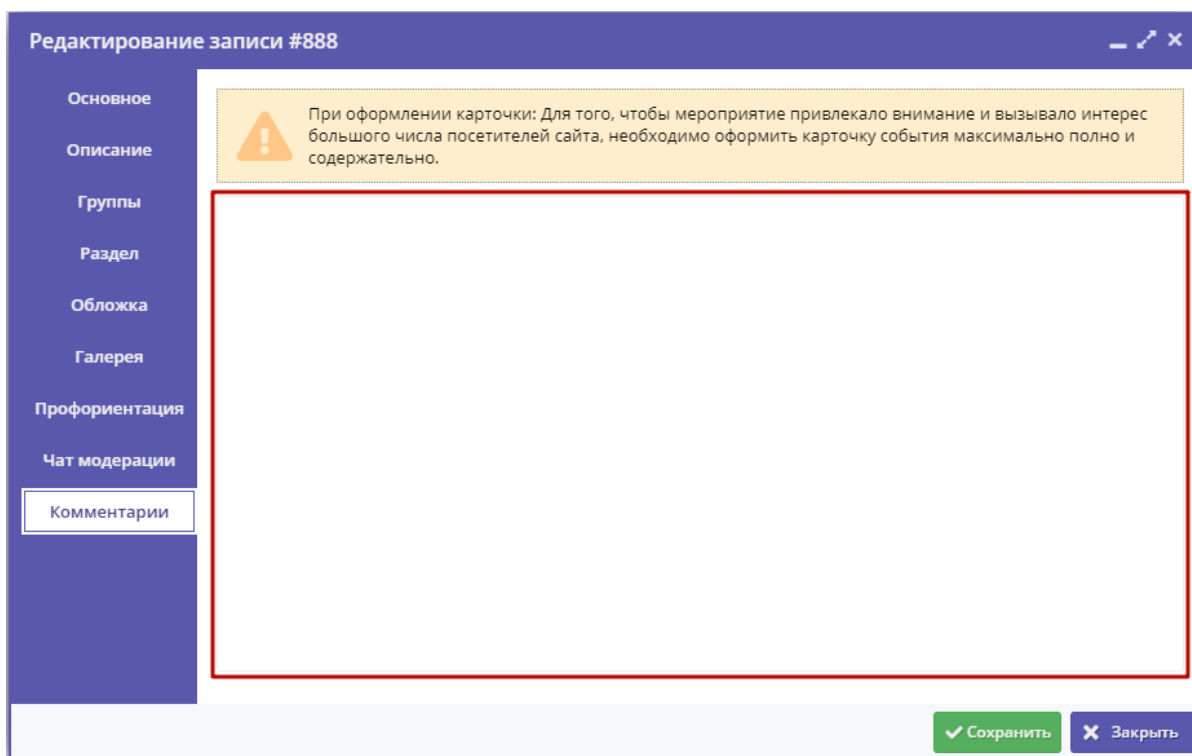 Редактирование записи #888
Основное
Описание
Группы
Раздел
Обложка
Галерея
Профориентация
Чат модерации
Комментарии
При оформлении карточки: Для того, чтобы мероприятие привлекало внимание и вызывало интерес
большого числа посетителей сайта, необходимо оформить карточку события максимально полно и
содержательно.
Сохранить
Закрыть